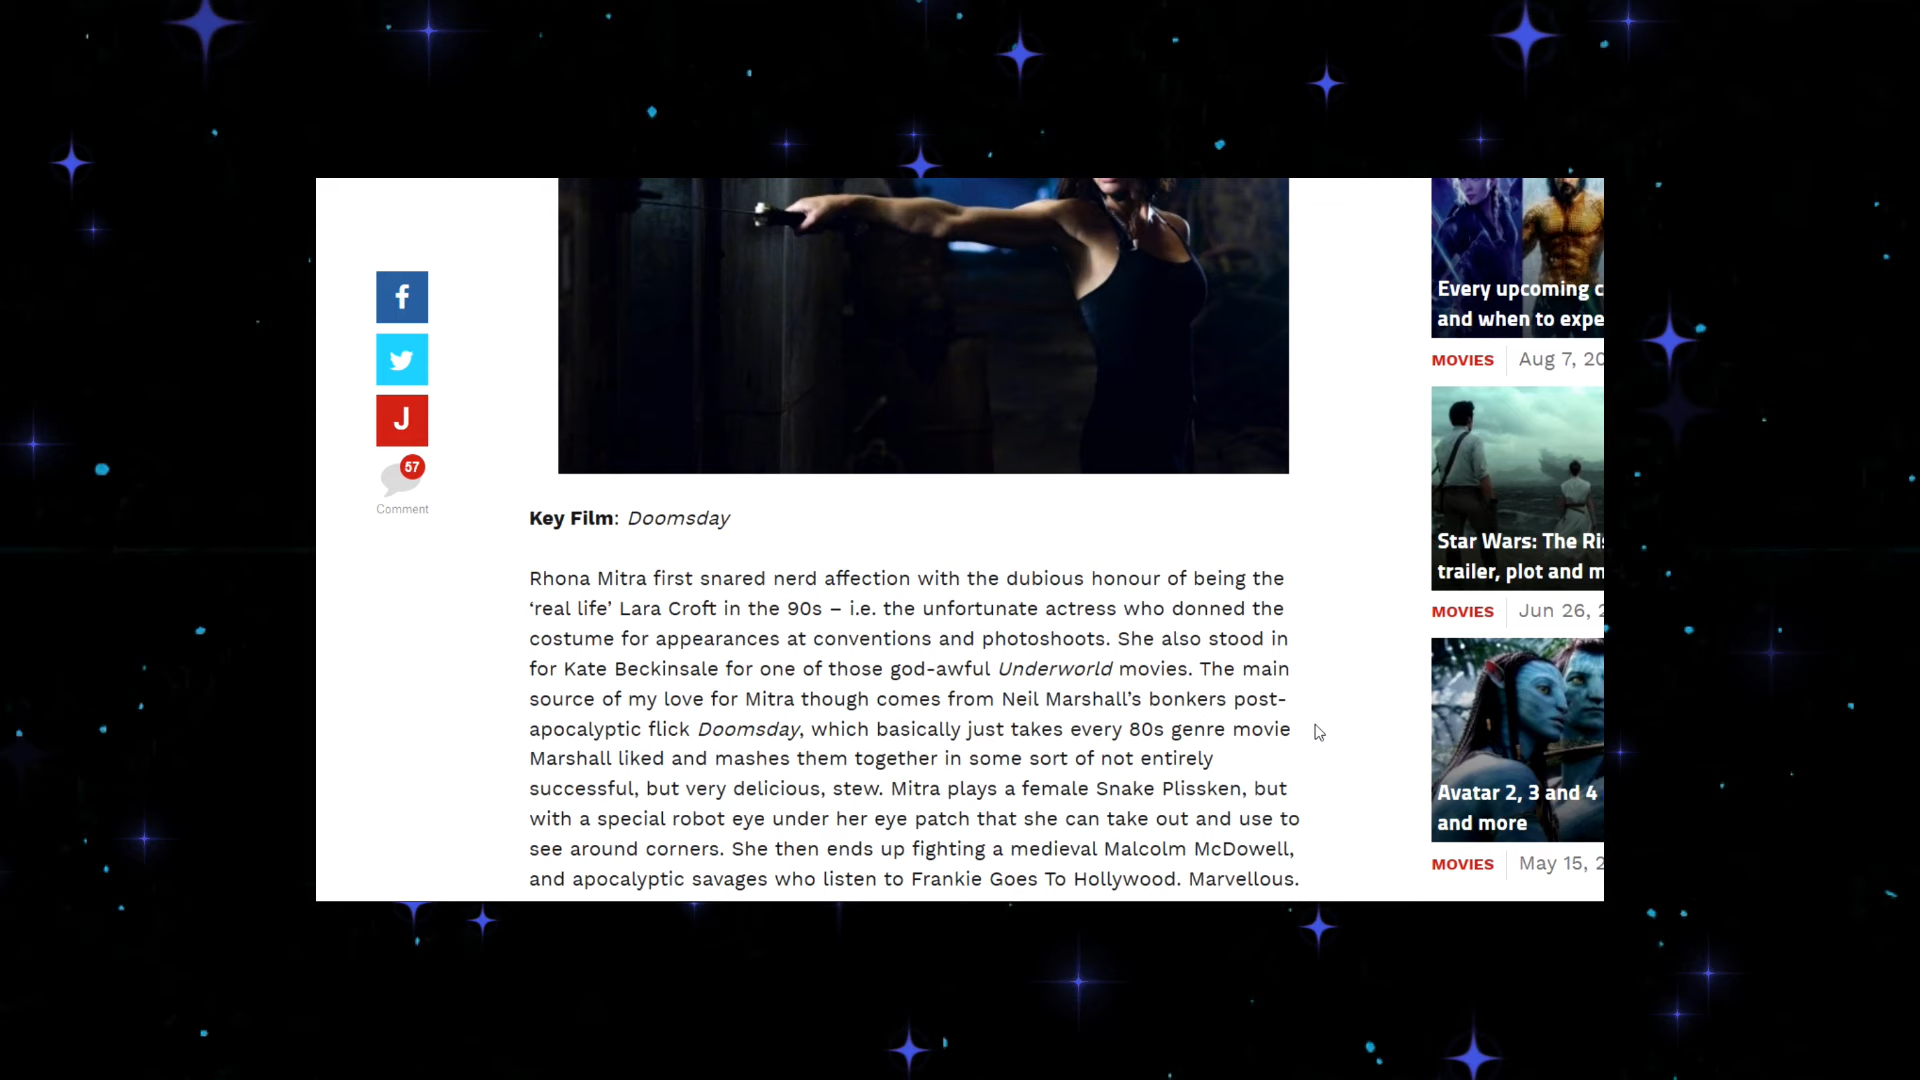 Every upcoming c
and when to expe
MOVIES Aug 7, 20
f
J
57
Comment
Key Film: Doomsday
Rhona Mitra first snared nerd affection with the dubious honour of being the
‘real life’ Lara Croft in the 90s – i.e. the unfortunate actress who donned the
costume for appearances at conventions and photoshoots. She also stood in
for Kate Beckinsale for one of those god-awful Underworld movies. The main
source of my love for Mitra though comes from Neil Marshall’s bonkers post-
apocalyptic flick Doomsday, which basically just takes every 80s genre movie
Marshall liked and mashes them together in some sort of not entirely
successful, but very delicious, stew. Mitra plays a female Snake Plissken, but
with a special robot eye under her eye patch that she can take out and use to
see around corners. She then ends up fighting a medieval Malcolm McDowell,
and apocalyptic savages who listen to Frankie Goes To Hollywood. Marvellous.
Star Wars: The Ris
trailer, plot and m
MOVIES Jun 26, 2
Avatar 2, 3 and 4
and more
MOVIES May 15, 2